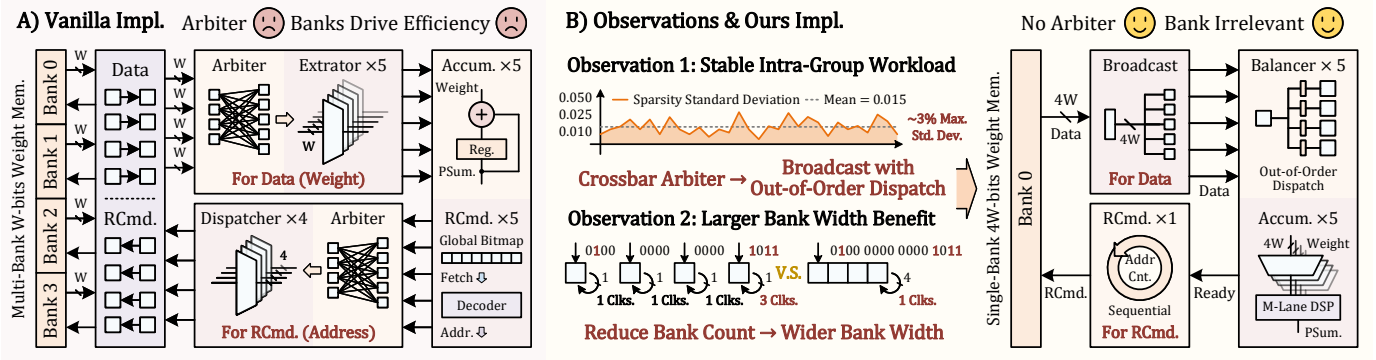 A) Vanilla Impl.
Arbiter
Banks Drive Efficiency
Multi-Bank W-bits Weight Mem.
Bank 0
Bank 1
Bank 2
Bank 3
W
W
W
W
Data
RCmd.
W
W
W
W
W
Arbiter
Extrator ×5
W
For Data (Weight)
Accum. ×5
Weight
Reg.
PSum.
Dispatcher ×4
Arbiter
4
For RCmd. (Address)
RCmd. ×5
Global Bitmap
Fetch
Decoder
Addr.
B) Observations & Ours Impl.
Observation 1: Stable Intra-Group Workload
0.050
0.025
0.010
Sparsity Standard Deviation
Mean = 0.015
~3% Max.
Std. Dev.
Crossbar Arbiter → Broadcast with
Out-of-Order Dispatch
Observation 2: Larger Bank Width Benefit
0100 0000 0000 1011
V.S.
0100 0000 0000 1011
1 1 1 1 4
1 Clks. 1 Clks. 1 Clks. 3 Clks. 1 Clks.
Reduce Bank Count → Wider Bank Width
No Arbiter
Bank Irrelevant
Single-Bank 4W-bits Weight Mem.
Bank 0
4W
Data
RCmd.
Broadcast
4W
For Data
Data
Balancer × 5
Out-of-Order
Dispatch
RCmd. ×1
Addr
Cnt.
Sequential
For RCmd.
Ready
Accum. ×5
4W
Weight
M-Lane DSP
PSum.